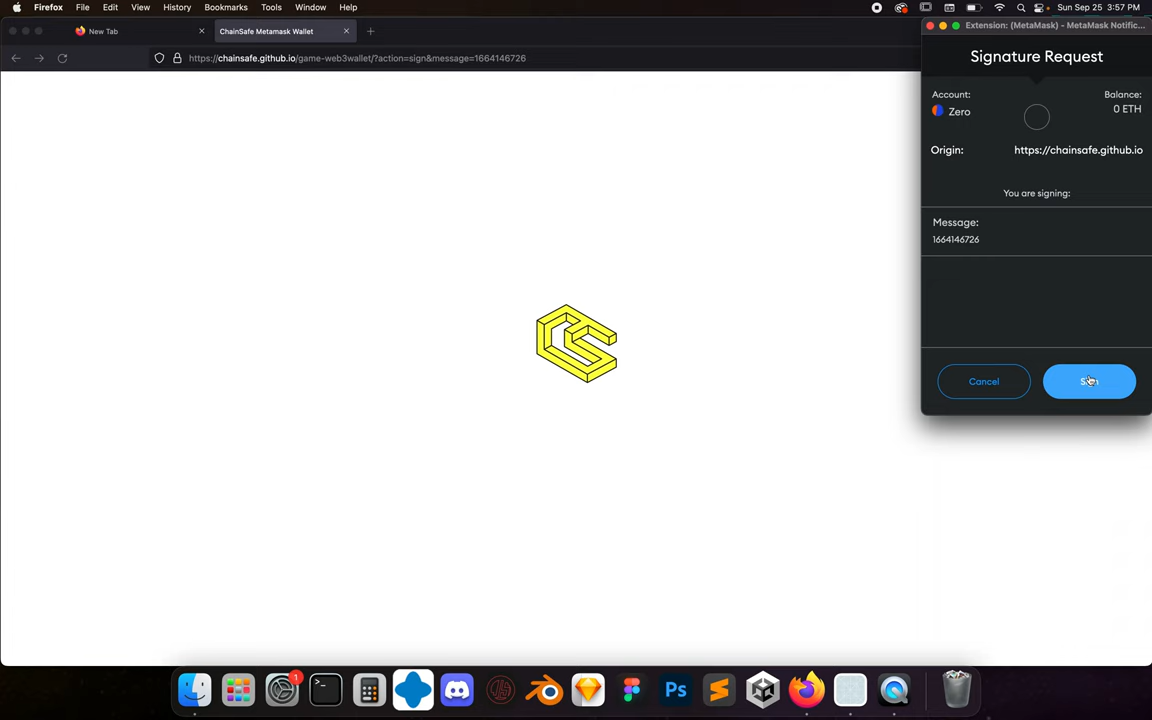 Firefox File Edit View History Bookmarks Tools Window Help Sun Sep 25 3:57 PM
New Tab ChainSafe Metamask Wallet
https://chainsafe.github.io/game-web3wallet/?action=sign&message=1664146726
Extension: (MetaMask) - MetaMask Notific...
Signature Request
Account: Balance:
Zero 0 ETH
Origin: https://chainsafe.github.io
You are signing:
Message:
1664146726
Cancel
1
Ps